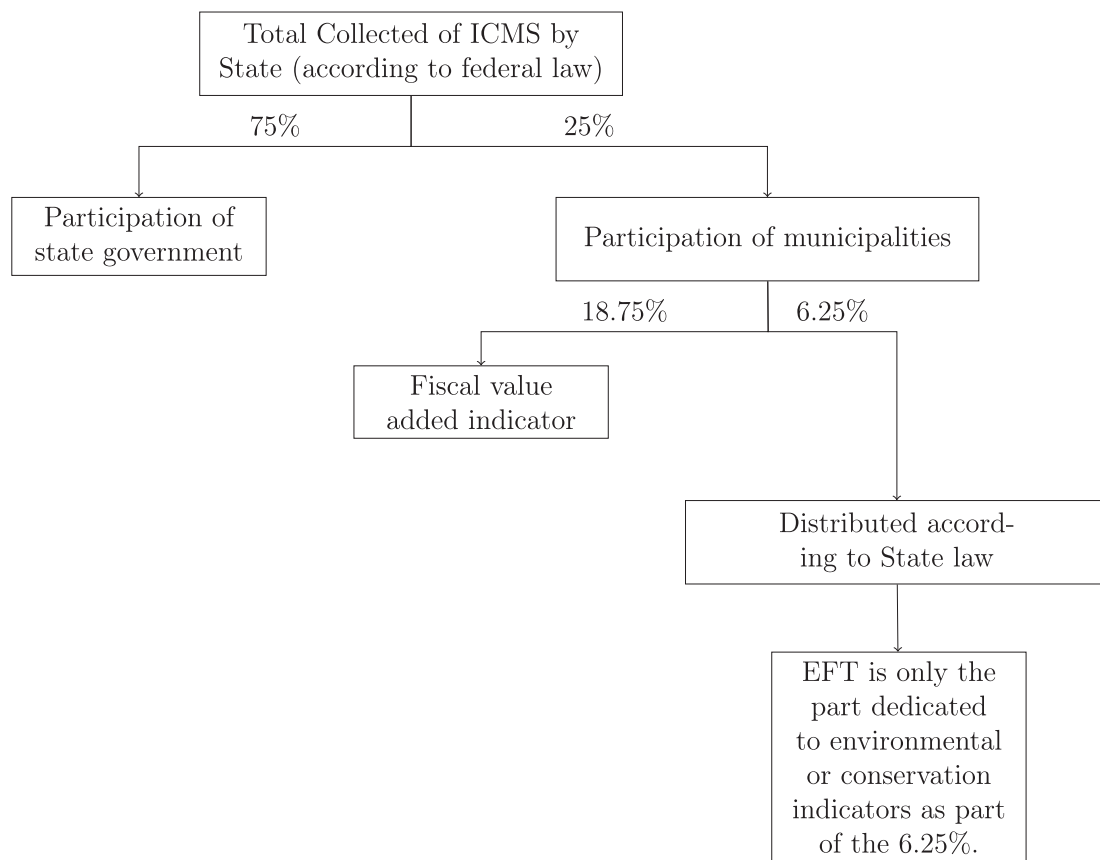 Total Collected of ICMS by
State (according to federal law)
75%
25%
Participation of
state government
Participation of municipalities
18.75%
6.25%
Fiscal value
added indicator
Distributed accord-
ing to State law
EFT is only the
part dedicated
to environmental
or conservation
indicators as part
of the 6.25%.